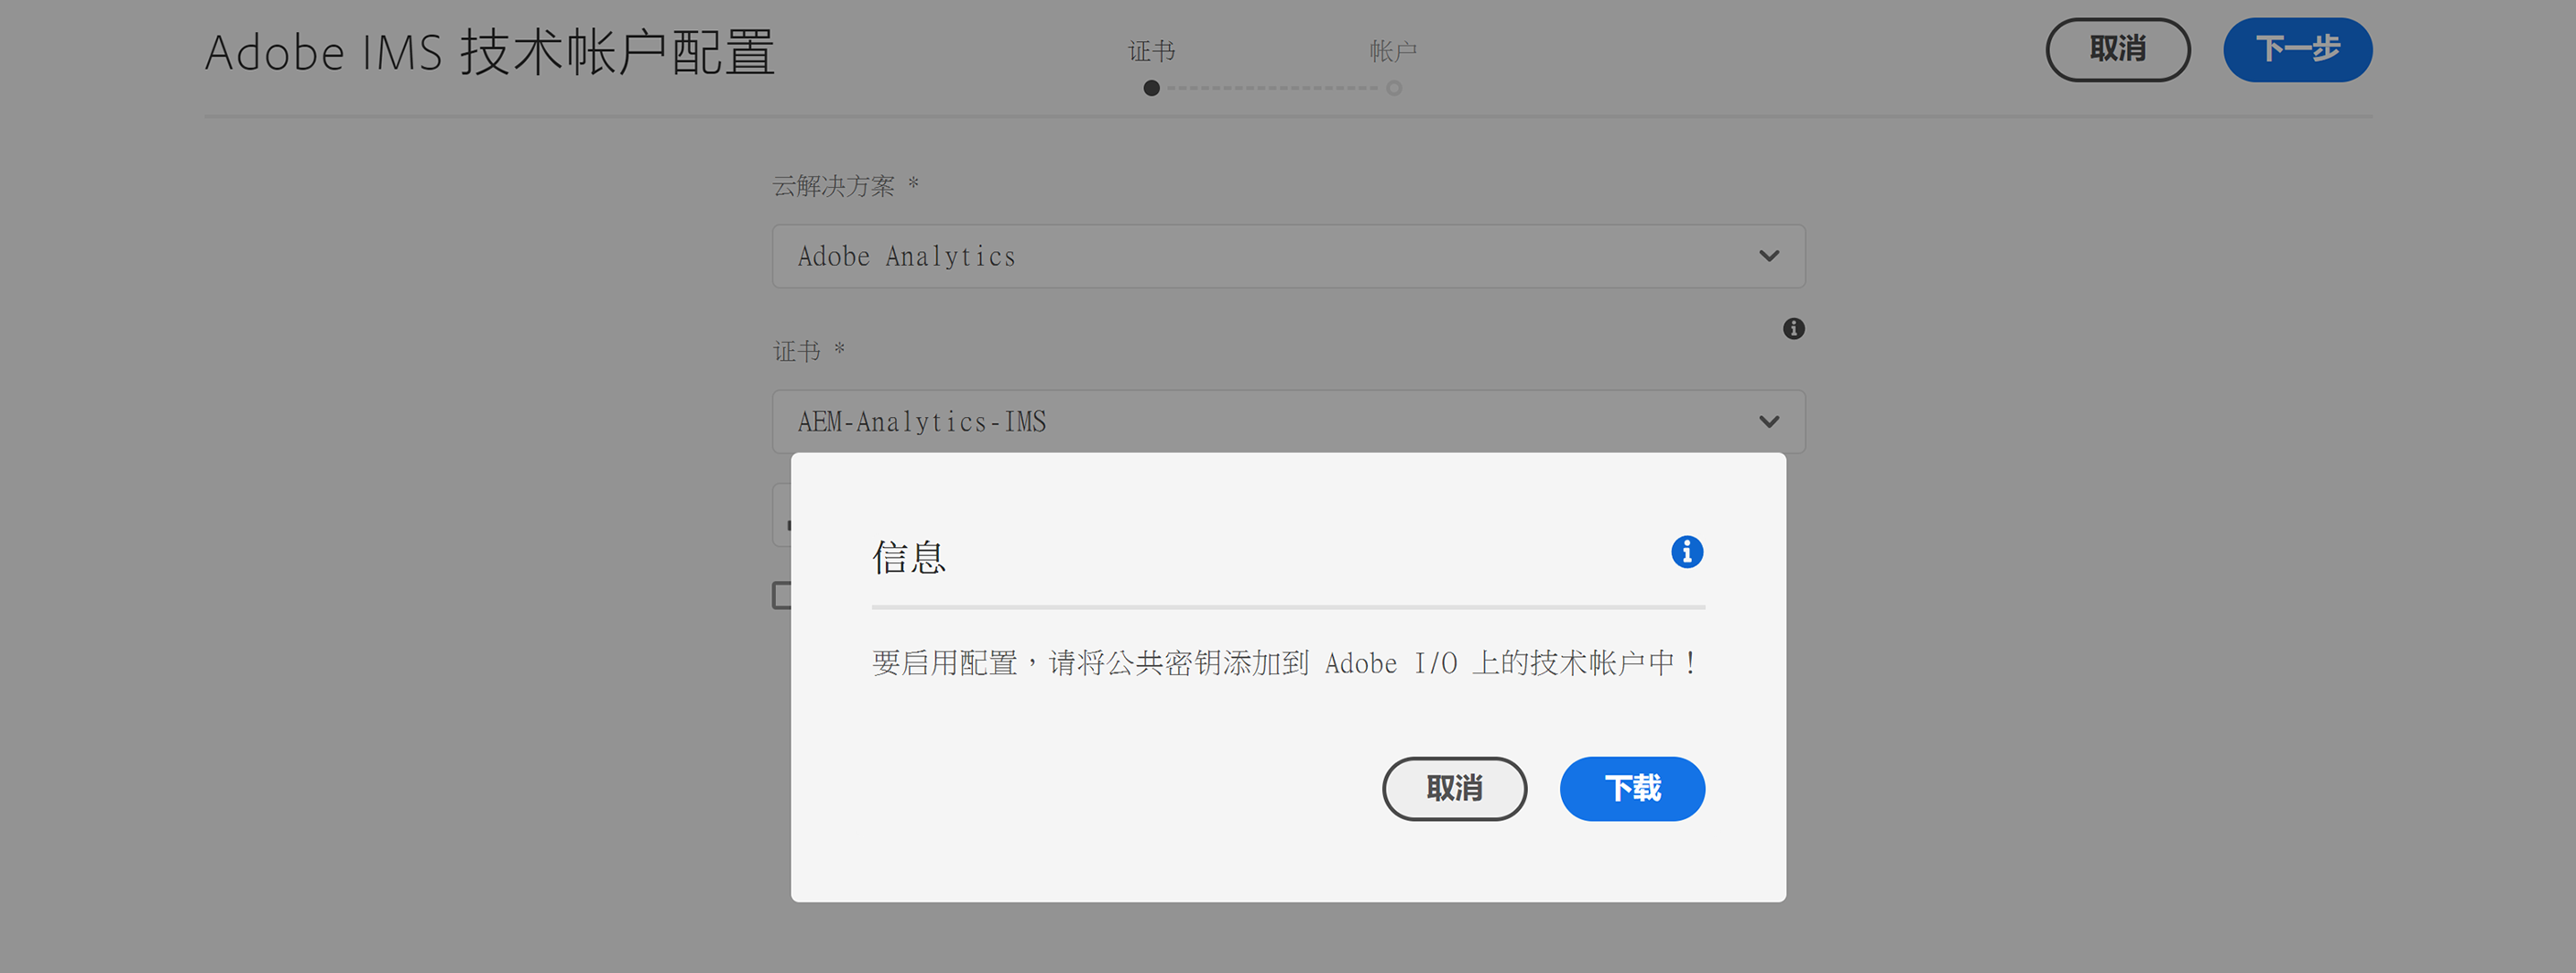 Adobe IMS 技术帐户配置
证书
帐户
取消
下一步
云解决方案 *
Adobe Analytics
证书 *
AEM-Analytics-IMS
信息
要启用配置，请将公共密钥添加到 Adobe I/O 上的技术帐户中！
取消
下载